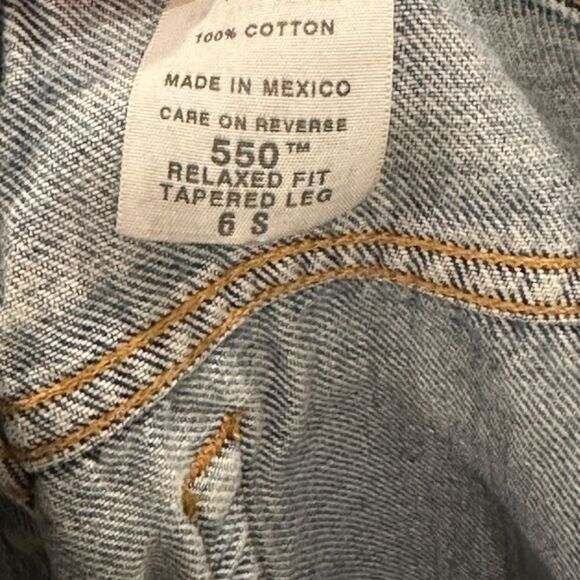 100% COTTON
MADE IN MEXICO
CARE ON REVERSE
550™
RELAXED FIT
TAPERED LEG
6 S